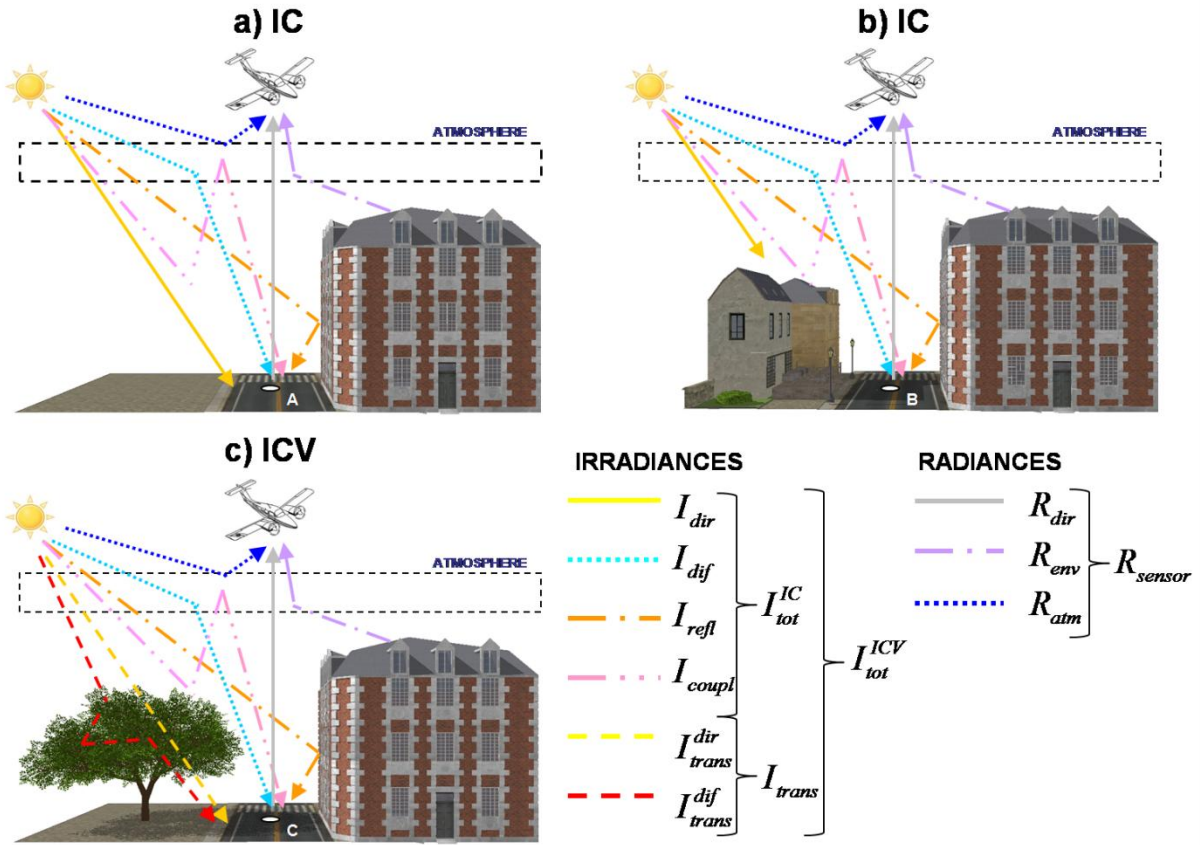 a) IC
b) IC
ATMOSPHERE
ATMOSPHERE
A
B
c) ICV
ATMOSPHERE
C
IRRADIANCES
I_dir
I_dif
I_refl
I_coupl
I_trans^dir
I_trans^dif
I_tot^IC
I_trans
I_tot^ICV
RADIANCES
R_dir
R_env
R_atm
R_sensor